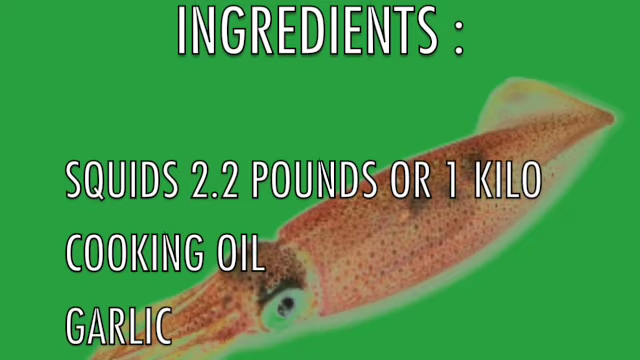 INGREDIENTS :
SQUIDS 2.2 POUNDS OR 1 KILO
COOKING OIL
GARLIC